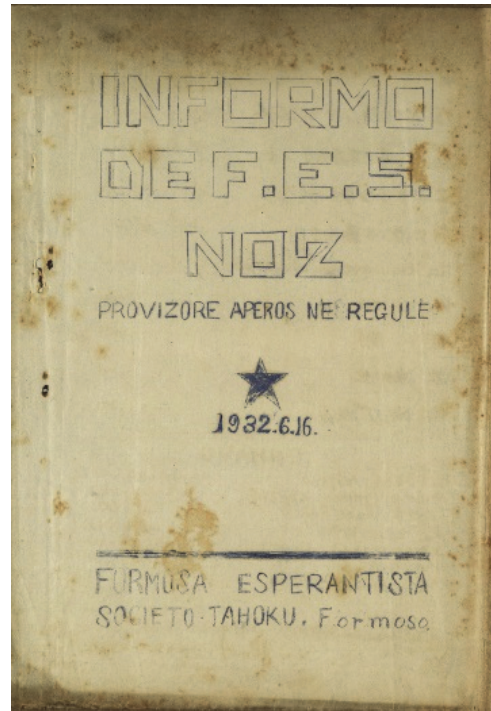 INFORMO
DE F.E.S.
NO2
PROVIZORE APEROS NE REGULE
1932.6.16.
FORMOSA ESPERANTISTA
SOCIETO-TAHOKU. Formoso